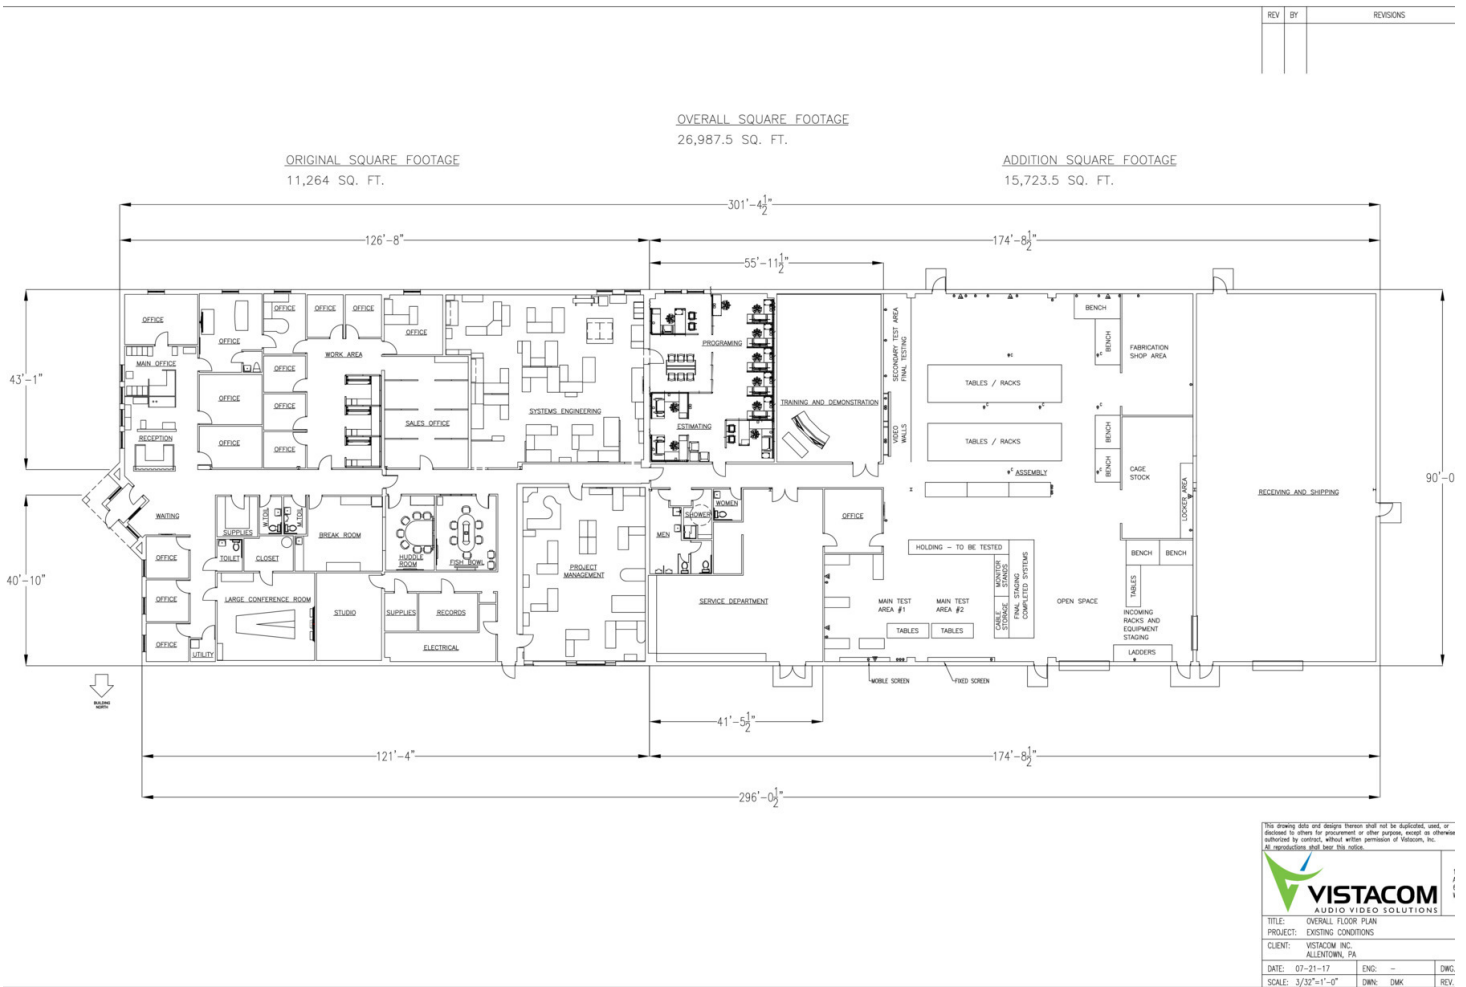 REV BY REVISIONS
OVERALL SQUARE FOOTAGE
26,987.5 SQ. FT.
ORIGINAL SQUARE FOOTAGE
11,264 SQ. FT.
ADDITION SQUARE FOOTAGE
15,723.5 SQ. FT.
301'-4½"
126'-8"
174'-8½"
55'-11½"
43'-1"
40'-10"
90'-0
OFFICE
OFFICE
OFFICE
OFFICE
OFFICE
OFFICE
MAIN OFFICE
WORK AREA
OFFICE
OFFICE
OFFICE
OFFICE
OFFICE
RECEPTION
SALES OFFICE
SYSTEMS ENGINEERING
PROGRAMING
ESTIMATING
TRAINING AND DEMONSTRATION
SECONDARY TEST AREA
FINAL TESTING
VIDEO
WALLS
TABLES / RACKS
TABLES / RACKS
ASSEMBLY
BENCH
BENCH
BENCH
BENCH
FABRICATION
SHOP AREA
CAGE
STOCK
LOCKER AREA
RECEIVING AND SHIPPING
WAITING
SUPPLIES
W.TOIL
M.TOIL
BREAK ROOM
TOILET
CLOSET
HUDDLE
ROOM
FISH BOWL
OFFICE
OFFICE
OFFICE
LARGE CONFERENCE ROOM
STUDIO
SUPPLIES
RECORDS
ELECTRICAL
UTILITY
PROJECT
MANAGEMENT
MEN
SHOWER
WOMEN
OFFICE
SERVICE DEPARTMENT
HOLDING - TO BE TESTED
MAIN TEST
AREA #1
MAIN TEST
AREA #2
TABLES
TABLES
CABLE
STORAGE
MONITOR
STANDS
FINAL STAGING
COMPLETED SYSTEMS
OPEN SPACE
BENCH
BENCH
TABLES
INCOMING
RACKS AND
EQUIPMENT
STAGING
LADDERS
MOBILE SCREEN
FIXED SCREEN
BUILDING
NORTH
41'-5½"
121'-4"
174'-8½"
296'-0½"
This drawing data and designs thereon shall not be duplicated, used, or
disclosed to others for procurement or other purpose, except as otherwise
authorized by contract, without written permission of Vistacom, Inc.
All reproductions shall bear this notice.
VISTACOM
AUDIO VIDEO SOLUTIONS
TITLE: OVERALL FLOOR PLAN
PROJECT: EXISTING CONDITIONS
CLIENT: VISTACOM INC.
ALLENTOWN, PA
DATE: 07-21-17 ENG: - DWG.
SCALE: 3/32"=1'-0" DWN: DMK REV.